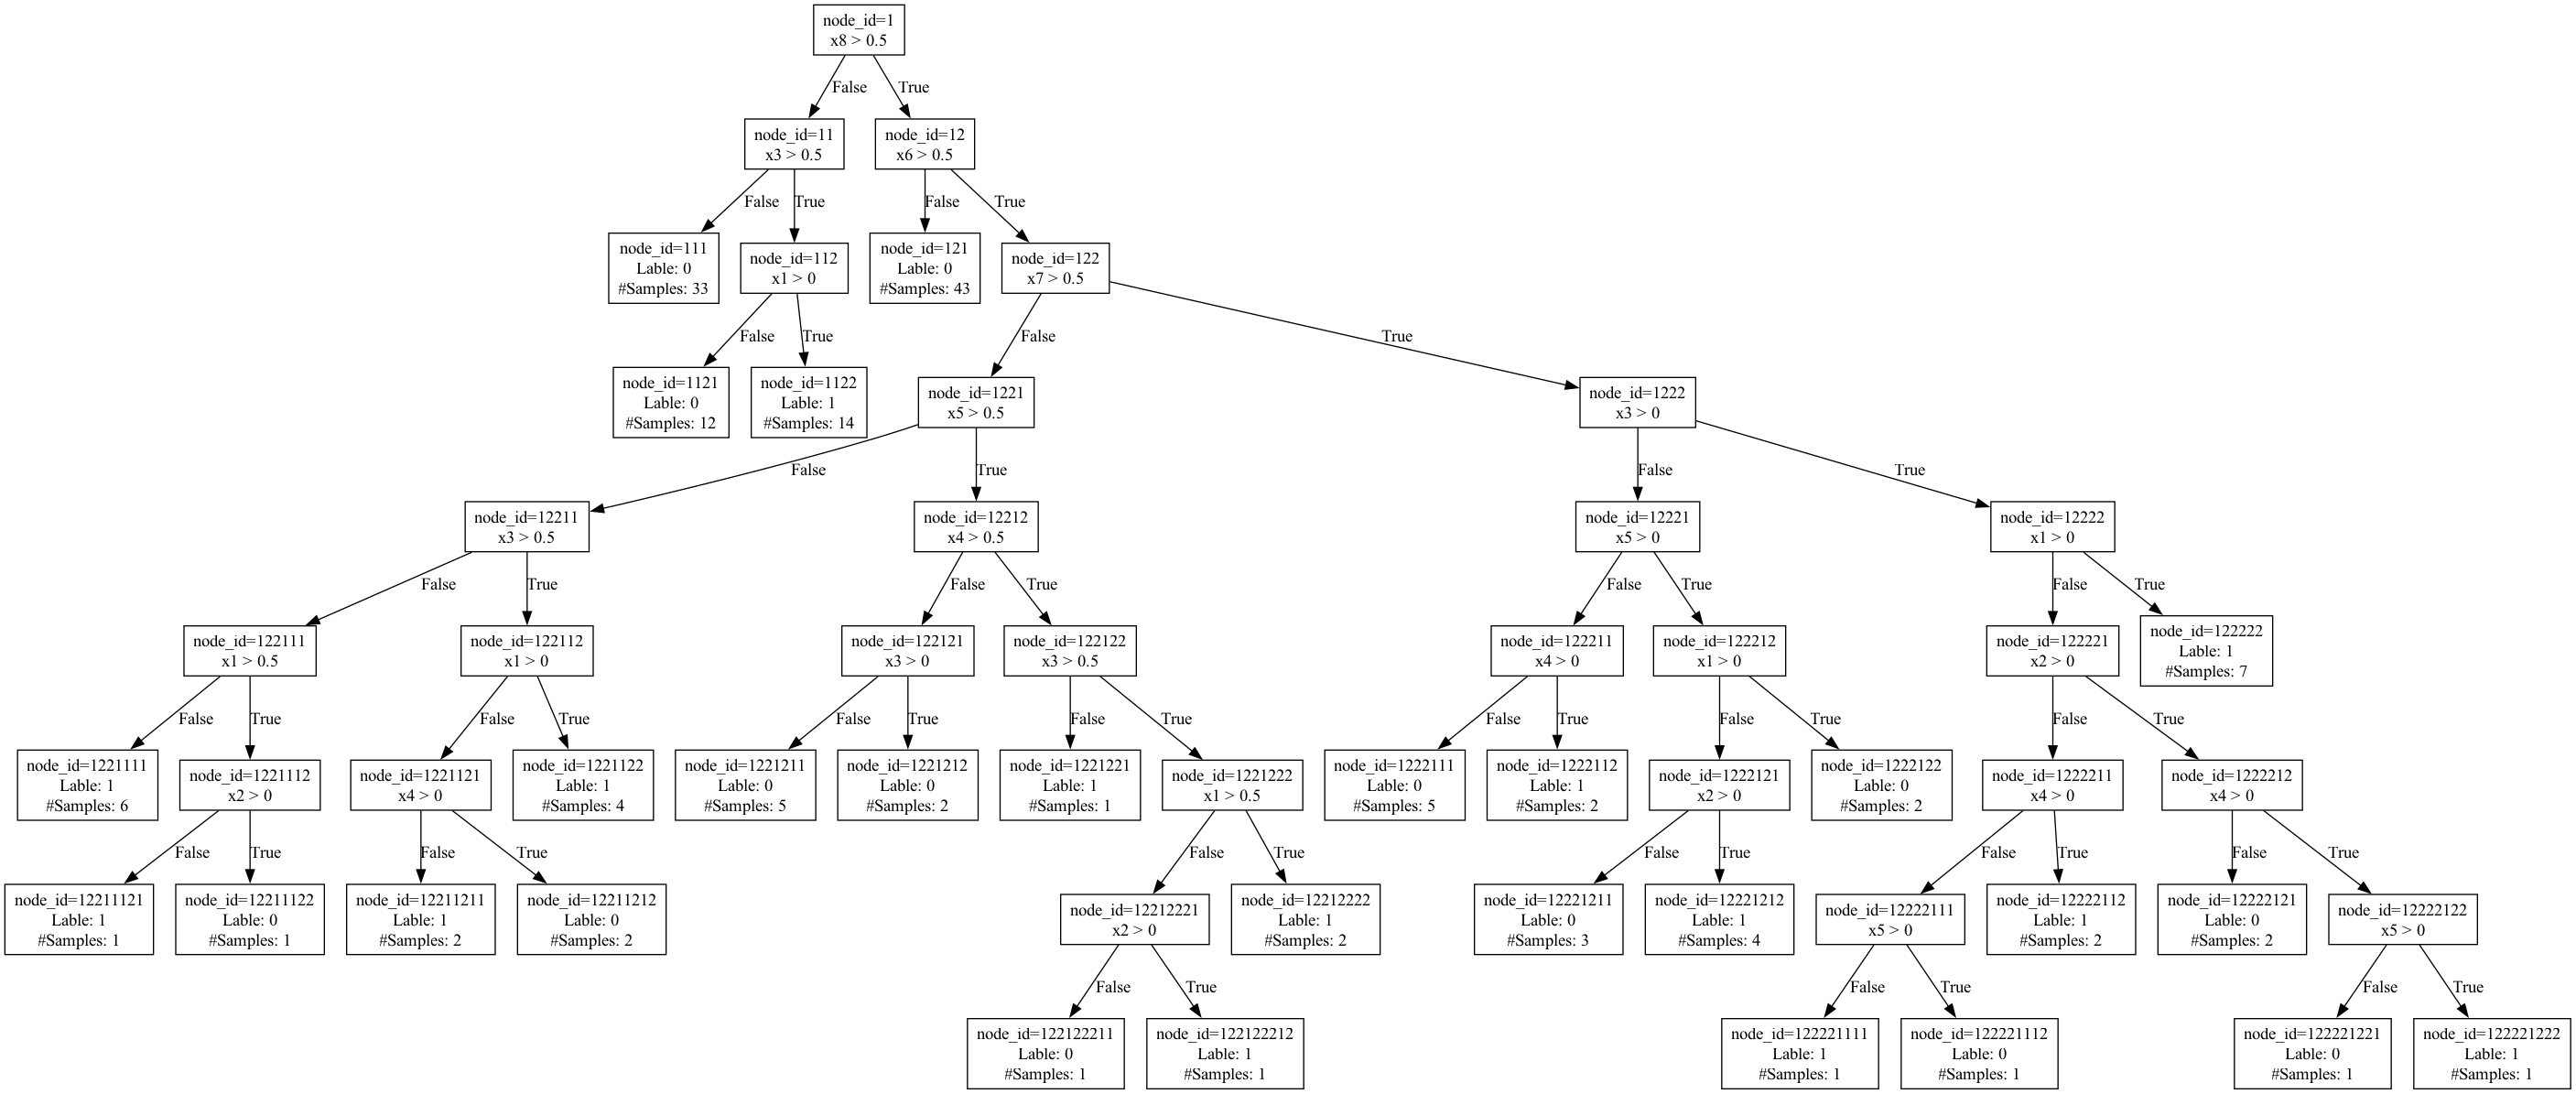 node_id=1
x8 > 0.5
False
True
node_id=11
x3 > 0.5
node_id=12
x6 > 0.5
False
True
False
True
node_id=111
Lable: 0
#Samples: 33
node_id=112
x1 > 0
node_id=121
Lable: 0
#Samples: 43
node_id=122
x7 > 0.5
False
True
False
True
node_id=1121
Lable: 0
#Samples: 12
node_id=1122
Lable: 1
#Samples: 14
node_id=1221
x5 > 0.5
node_id=1222
x3 > 0
False
True
False
True
node_id=12211
x3 > 0.5
node_id=12212
x4 > 0.5
node_id=12221
x5 > 0
node_id=12222
x1 > 0
False
True
False
True
False
True
False
True
node_id=122111
x1 > 0.5
node_id=122112
x1 > 0
node_id=122121
x3 > 0
node_id=122122
x3 > 0.5
node_id=122211
x4 > 0
node_id=122212
x1 > 0
node_id=122221
x2 > 0
node_id=122222
Lable: 1
#Samples: 7
False
True
False
True
False
True
False
True
False
True
False
True
False
True
node_id=1221111
Lable: 1
#Samples: 6
node_id=1221112
x2 > 0
node_id=1221121
x4 > 0
node_id=1221122
Lable: 1
#Samples: 4
node_id=1221211
Lable: 0
#Samples: 5
node_id=1221212
Lable: 0
#Samples: 2
node_id=1221221
Lable: 1
#Samples: 1
node_id=1221222
x1 > 0.5
node_id=1222111
Lable: 0
#Samples: 5
node_id=1222112
Lable: 1
#Samples: 2
node_id=1222121
x2 > 0
node_id=1222122
Lable: 0
#Samples: 2
node_id=1222211
x4 > 0
node_id=1222212
x4 > 0
False
True
False
True
False
True
False
True
False
True
False
True
node_id=12211121
Lable: 1
#Samples: 1
node_id=12211122
Lable: 0
#Samples: 1
node_id=12211211
Lable: 1
#Samples: 2
node_id=12211212
Lable: 0
#Samples: 2
node_id=12212221
x2 > 0
node_id=12212222
Lable: 1
#Samples: 2
node_id=12221211
Lable: 0
#Samples: 3
node_id=12221212
Lable: 1
#Samples: 4
node_id=12222111
x5 > 0
node_id=12222112
Lable: 1
#Samples: 2
node_id=12222121
Lable: 0
#Samples: 2
node_id=12222122
x5 > 0
False
True
False
True
False
True
node_id=122122211
Lable: 0
#Samples: 1
node_id=122122212
Lable: 1
#Samples: 1
node_id=122221111
Lable: 1
#Samples: 1
node_id=122221112
Lable: 0
#Samples: 1
node_id=122221221
Lable: 0
#Samples: 1
node_id=122221222
Lable: 1
#Samples: 1